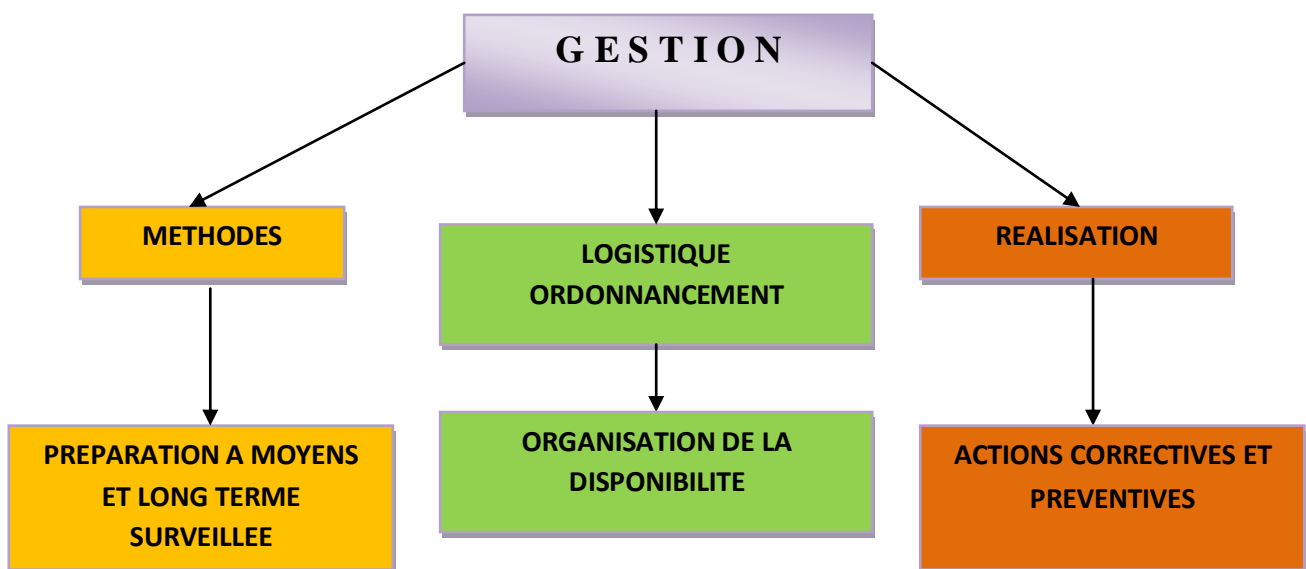 G E S T I O N
METHODES
LOGISTIQUE
ORDONNANCEMENT
REALISATION
PREPARATION A MOYENS
ET LONG TERME
SURVEILLEE
ORGANISATION DE LA
DISPONIBILITE
ACTIONS CORRECTIVES ET
PREVENTIVES